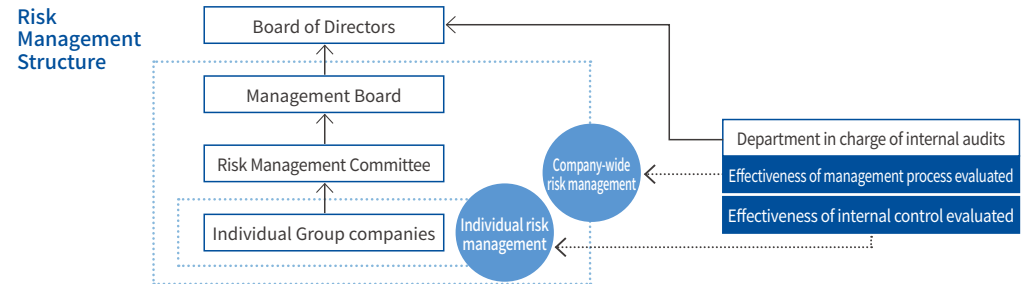 Risk
Management
Structure
Board of Directors
Management Board
Risk Management Committee
Individual Group companies
Company-wide
risk management
Individual risk
management
Department in charge of internal audits
Effectiveness of management process evaluated
Effectiveness of internal control evaluated